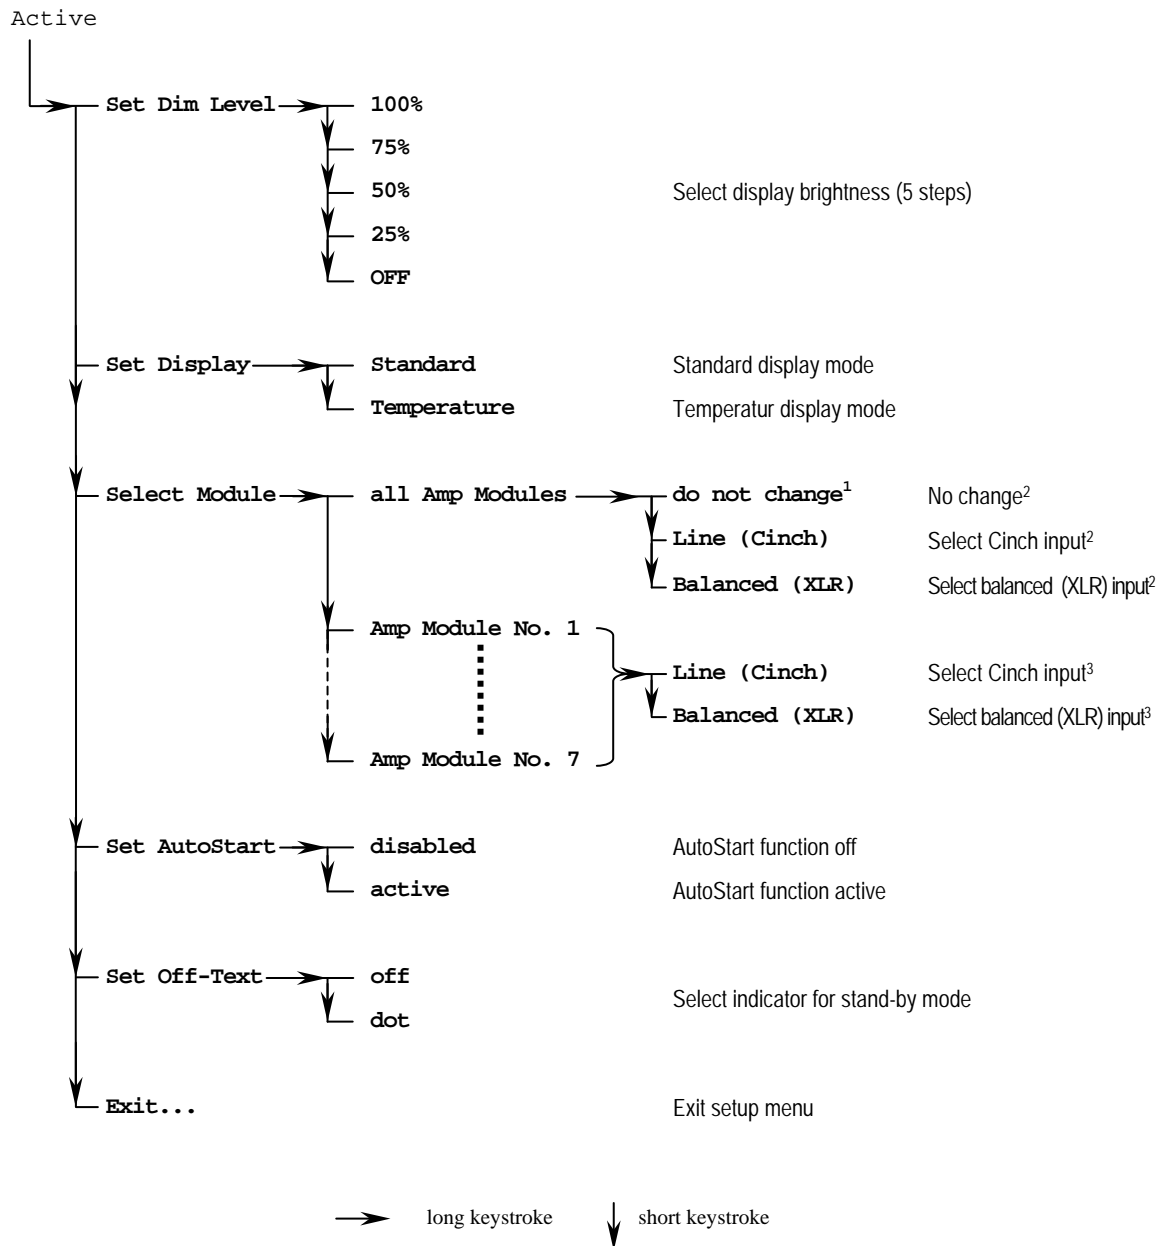 Active
Set Dim Level 100%
75%
50% Select display brightness (5 steps)
25%
OFF
Set Display Standard Standard display mode
Temperature Temperatur display mode
Select Module all Amp Modules do not change¹ No change²
Line (Cinch) Select Cinch input²
Balanced (XLR) Select balanced (XLR) input²
Amp Module No. 1
Line (Cinch) Select Cinch input³
Balanced (XLR) Select balanced (XLR) input³
Amp Module No. 7
Set AutoStart disabled AutoStart function off
active AutoStart function active
Set Off-Text off
Select indicator for stand-by mode
dot
Exit... Exit setup menu
long keystroke short keystroke